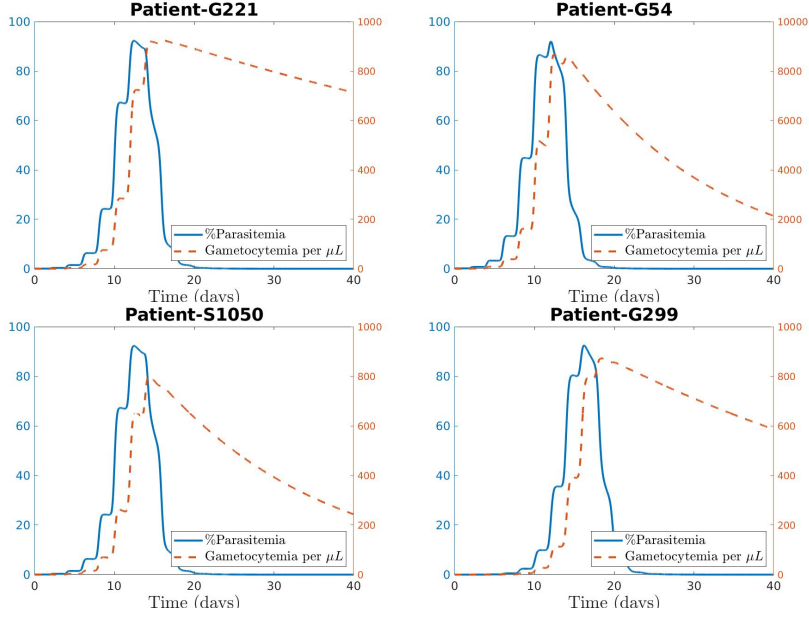 Patient-G221
100
80
60
40
20
0
1000
800
600
400
200
0
%Parasitemia
Gametocytemia per μL
0 10 20 30 40
Time (days)
Patient-G54
100
80
60
40
20
0
10000
8000
6000
4000
2000
0
%Parasitemia
Gametocytemia per μL
0 10 20 30 40
Time (days)
Patient-S1050
100
80
60
40
20
0
1000
800
600
400
200
0
%Parasitemia
Gametocytemia per μL
0 10 20 30 40
Time (days)
Patient-G299
100
80
60
40
20
0
1000
800
600
400
200
0
%Parasitemia
Gametocytemia per μL
0 10 20 30 40
Time (days)